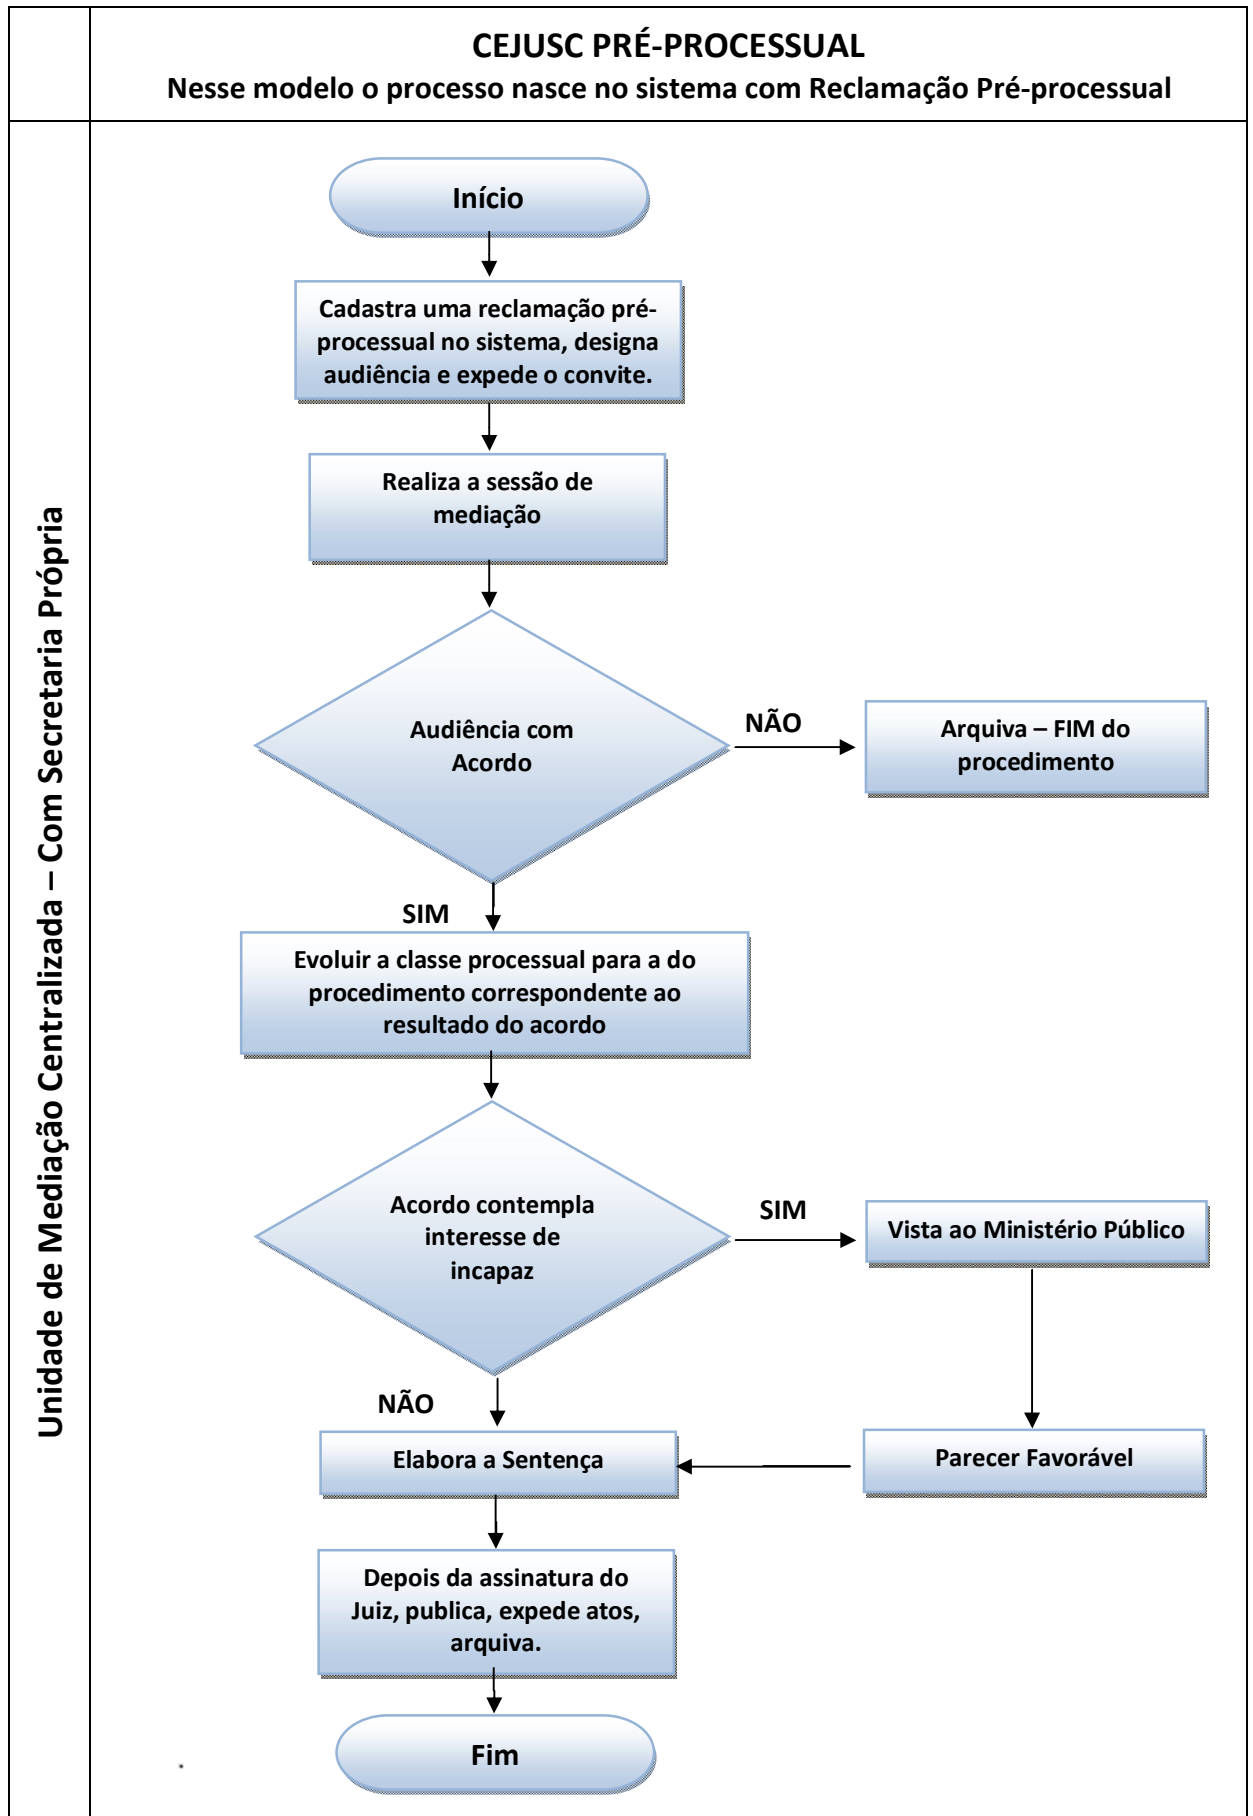 CEJUSC PRÉ-PROCESSUAL
Nesse modelo o processo nasce no sistema com Reclamação Pré-processual
Unidade de Mediação Centralizada – Com Secretaria Própria
Início
Cadastra uma reclamação pré-
processual no sistema, designa
audiência e expede o convite.
Realiza a sessão de
mediação
Audiência com
Acordo
NÃO
Arquiva – FIM do
procedimento
SIM
Evoluir a classe processual para a do
procedimento correspondente ao
resultado do acordo
Acordo contempla
interesse de
incapaz
SIM
Vista ao Ministério Público
NÃO
Elabora a Sentença
Parecer Favorável
Depois da assinatura do
Juiz, publica, expede atos,
arquiva.
Fim